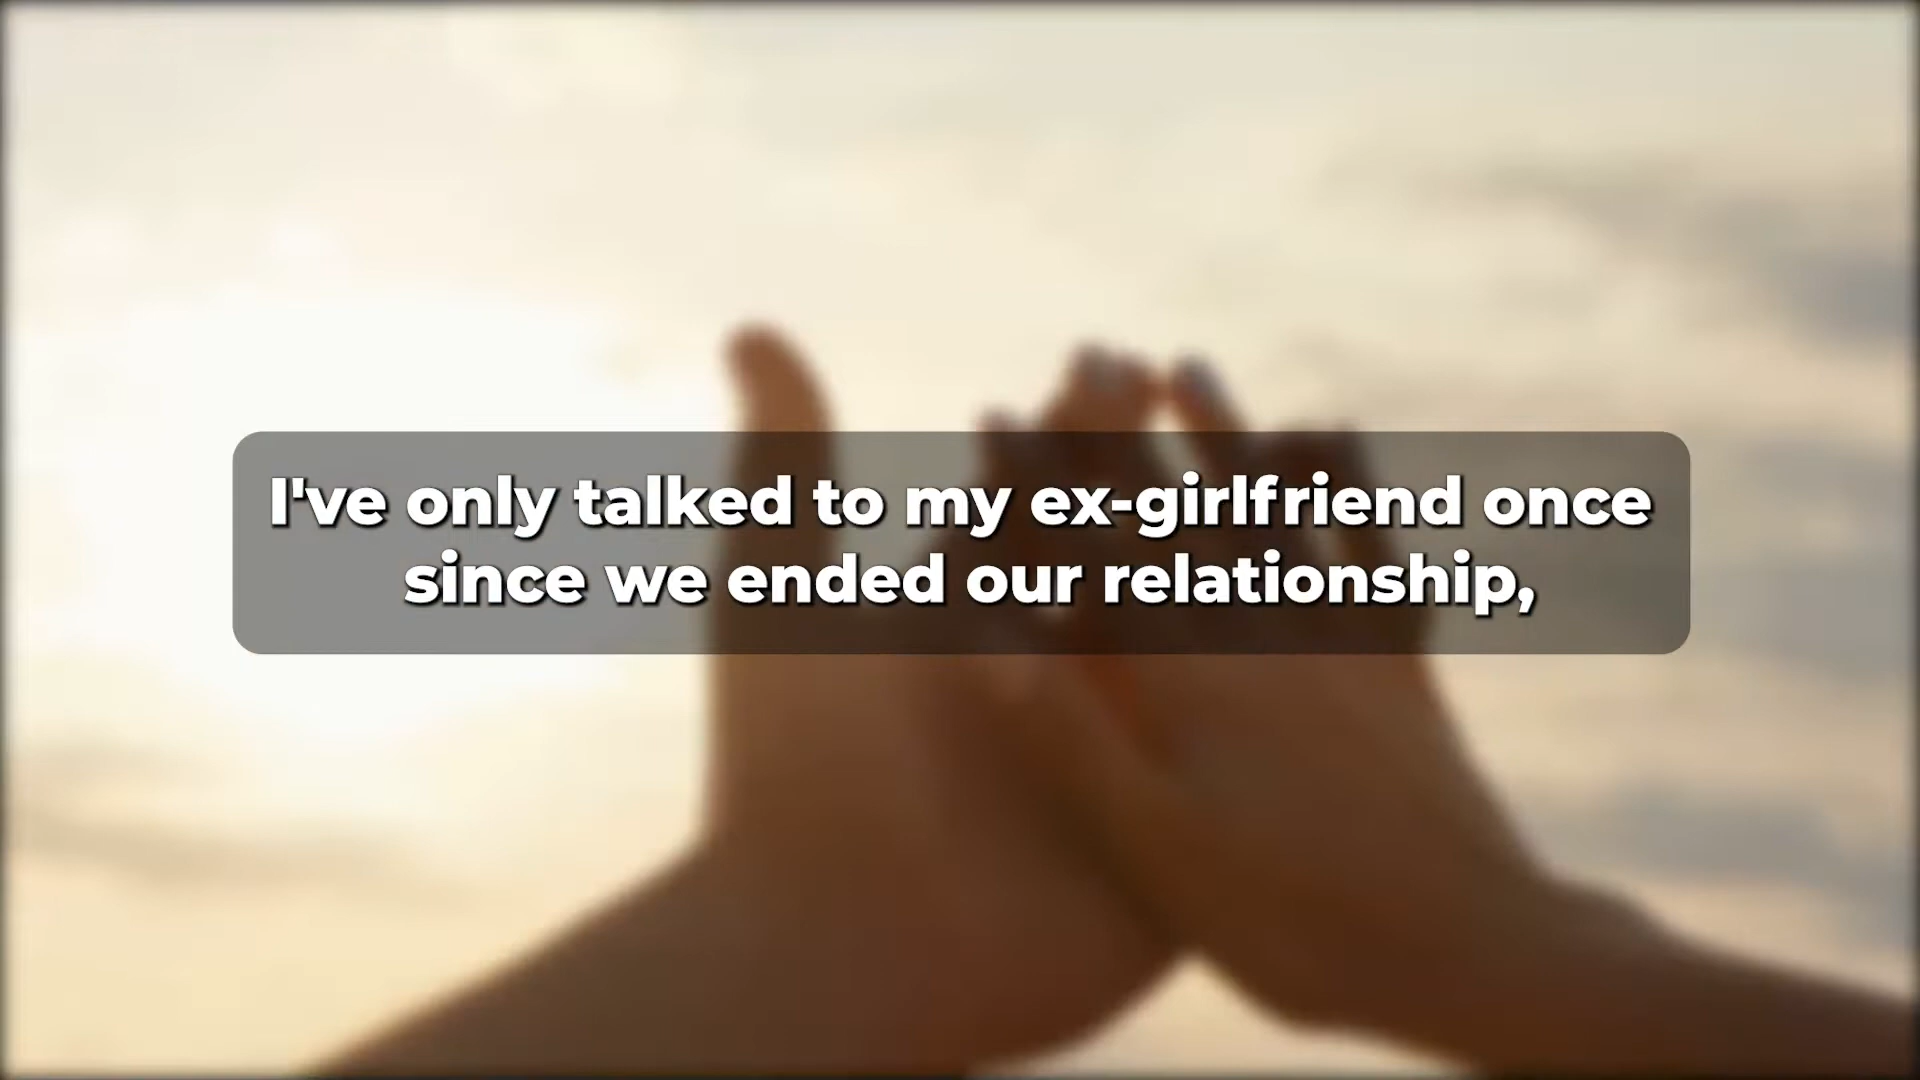 I've only talked to my ex-girlfriend once
since we ended our relationship,